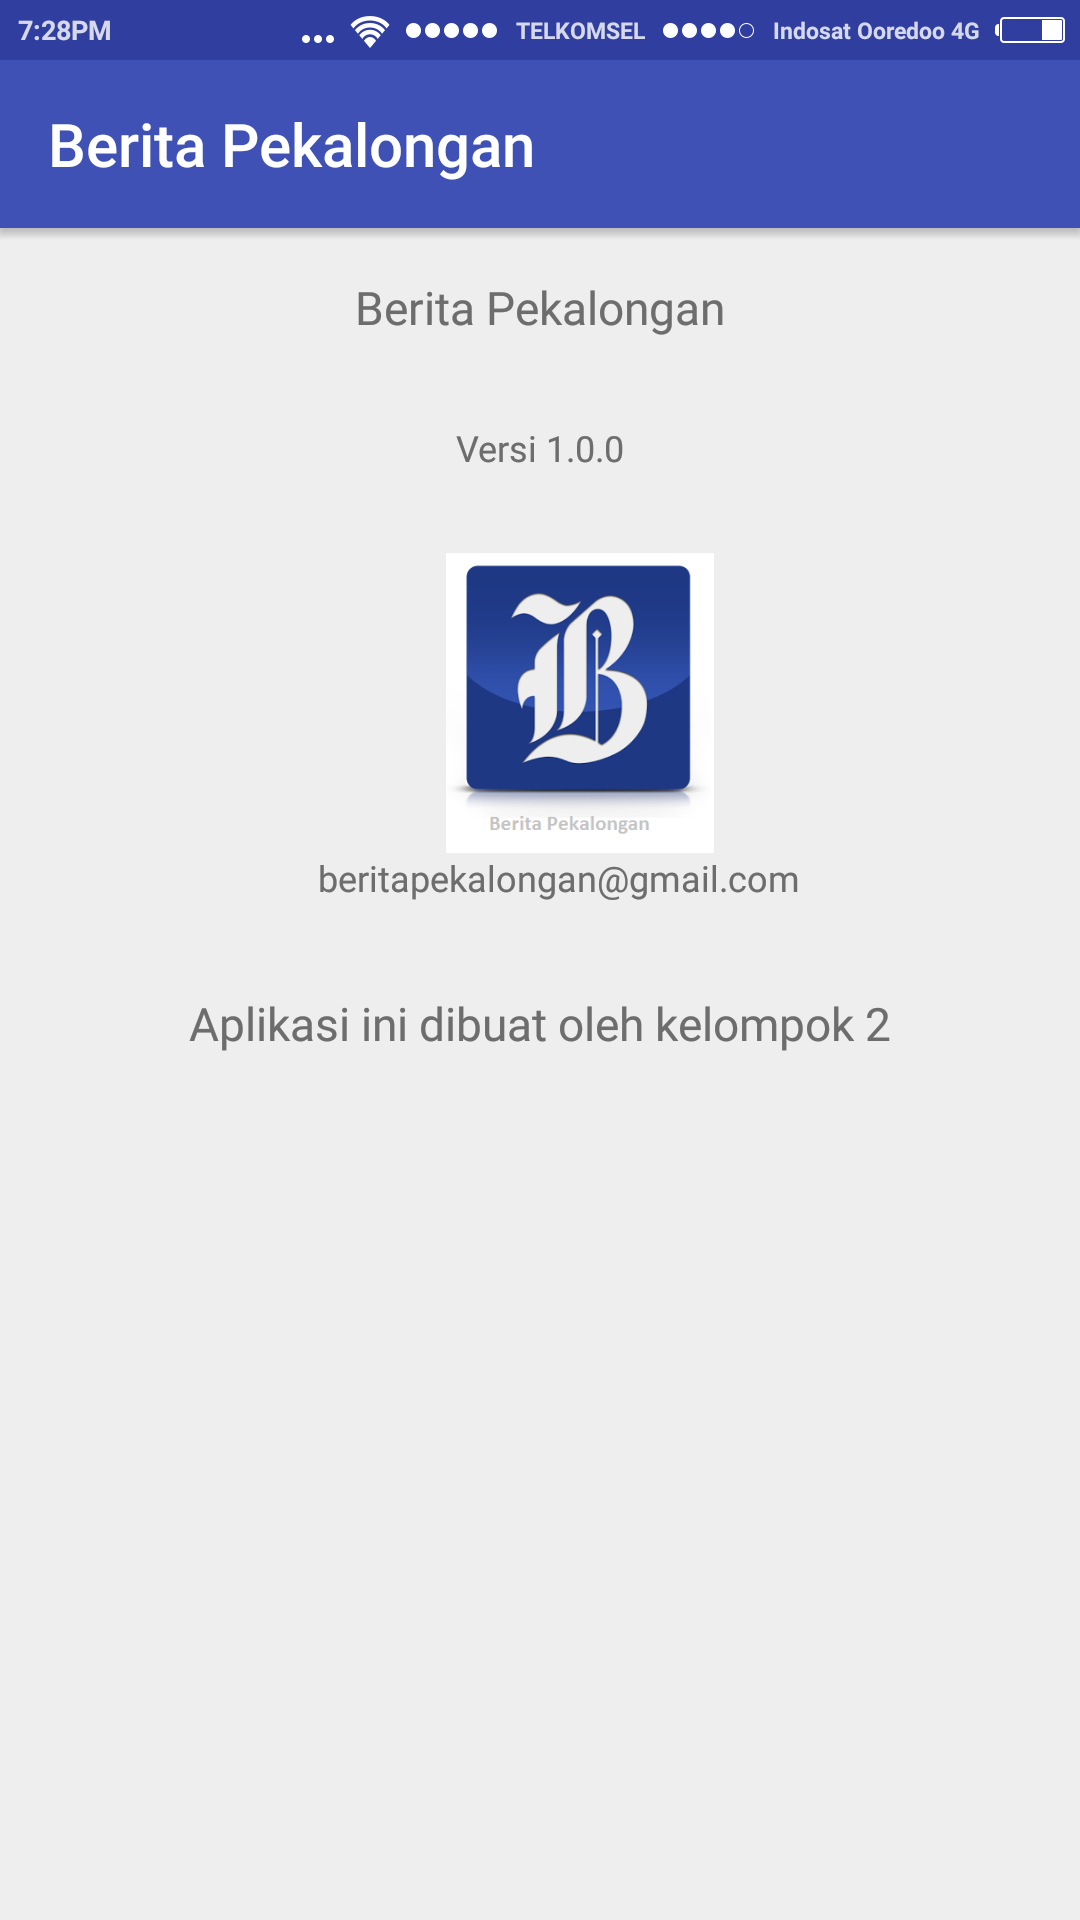 7:28PM ... TELKOMSEL Indosat Ooredoo 4G
Berita Pekalongan
Berita Pekalongan
Versi 1.0.0
B
Berita Pekalongan
beritapekalongan@gmail.com
Aplikasi ini dibuat oleh kelompok 2